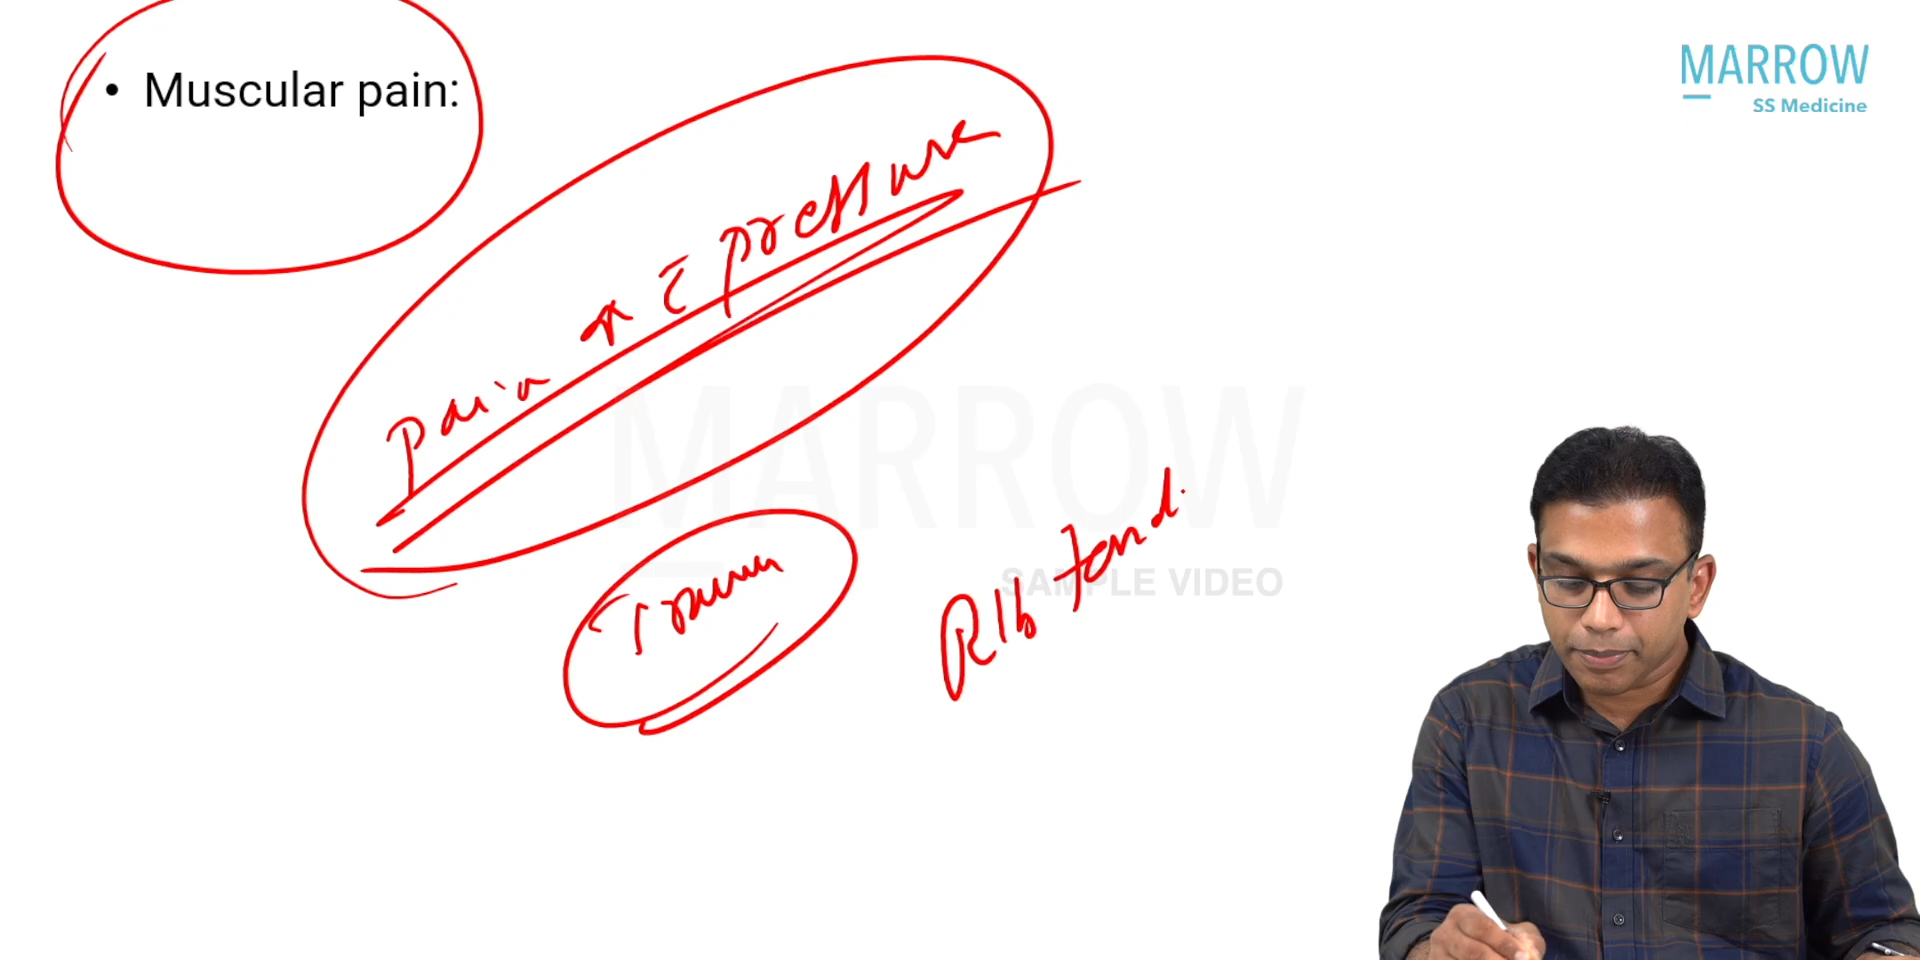 • Muscular pain:
MARROW
SS Medicine
pain ↑ c̄ pressure
MARROW
Trauma
Rib tend.
SAMPLE VIDEO